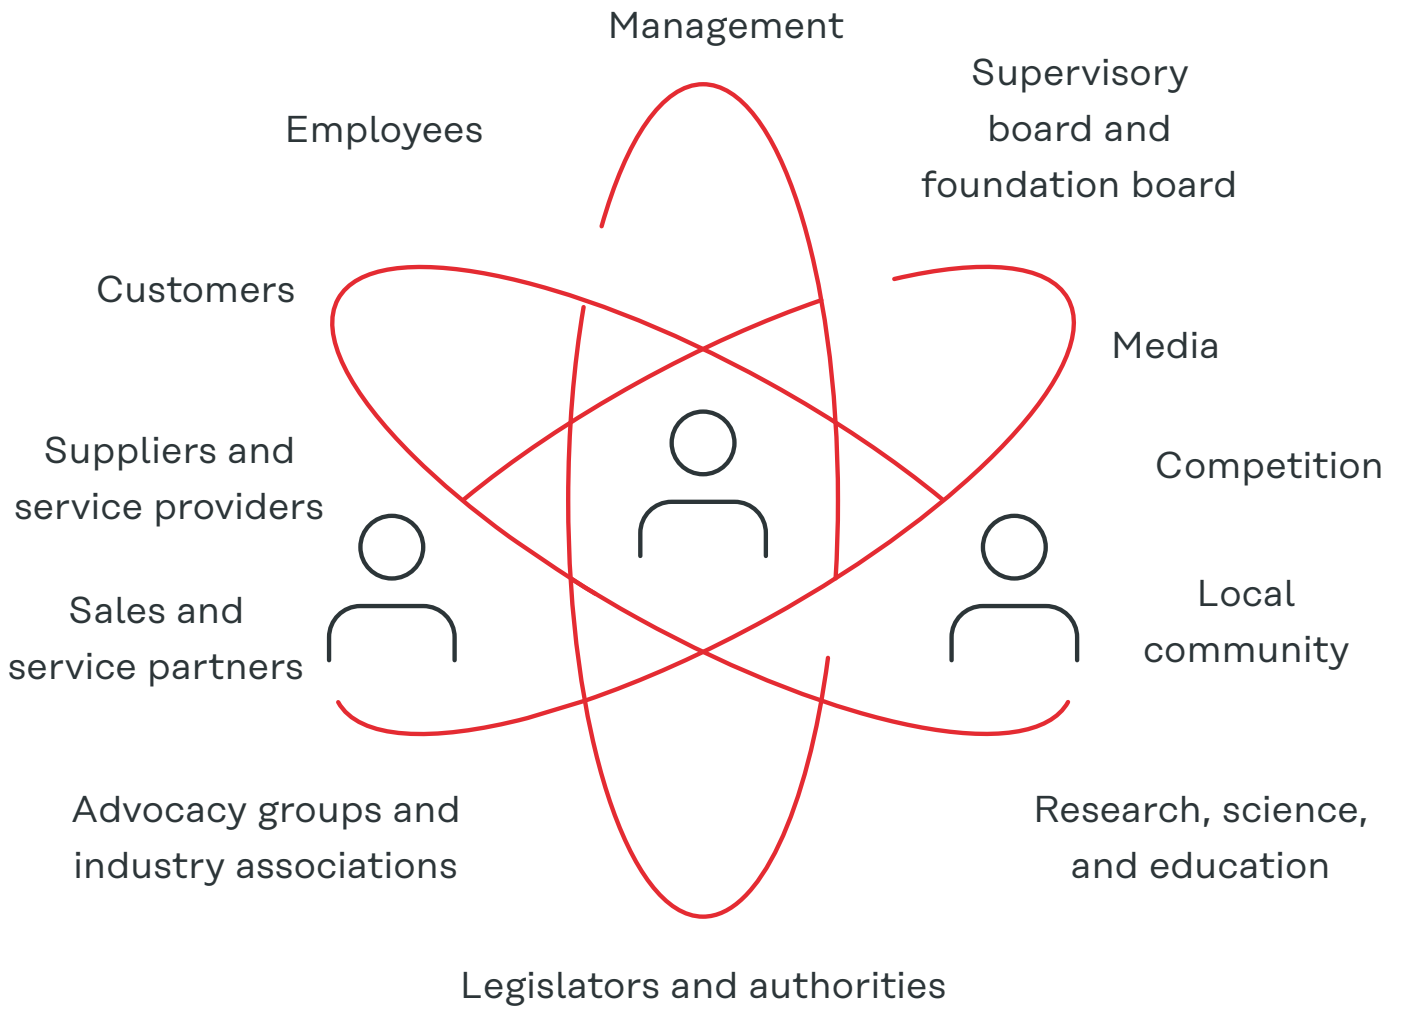 Management
Supervisory
board and
foundation board
Employees
Customers
Media
Suppliers and
service providers
Competition
Sales and
service partners
Local
community
Advocacy groups and
industry associations
Research, science,
and education
Legislators and authorities